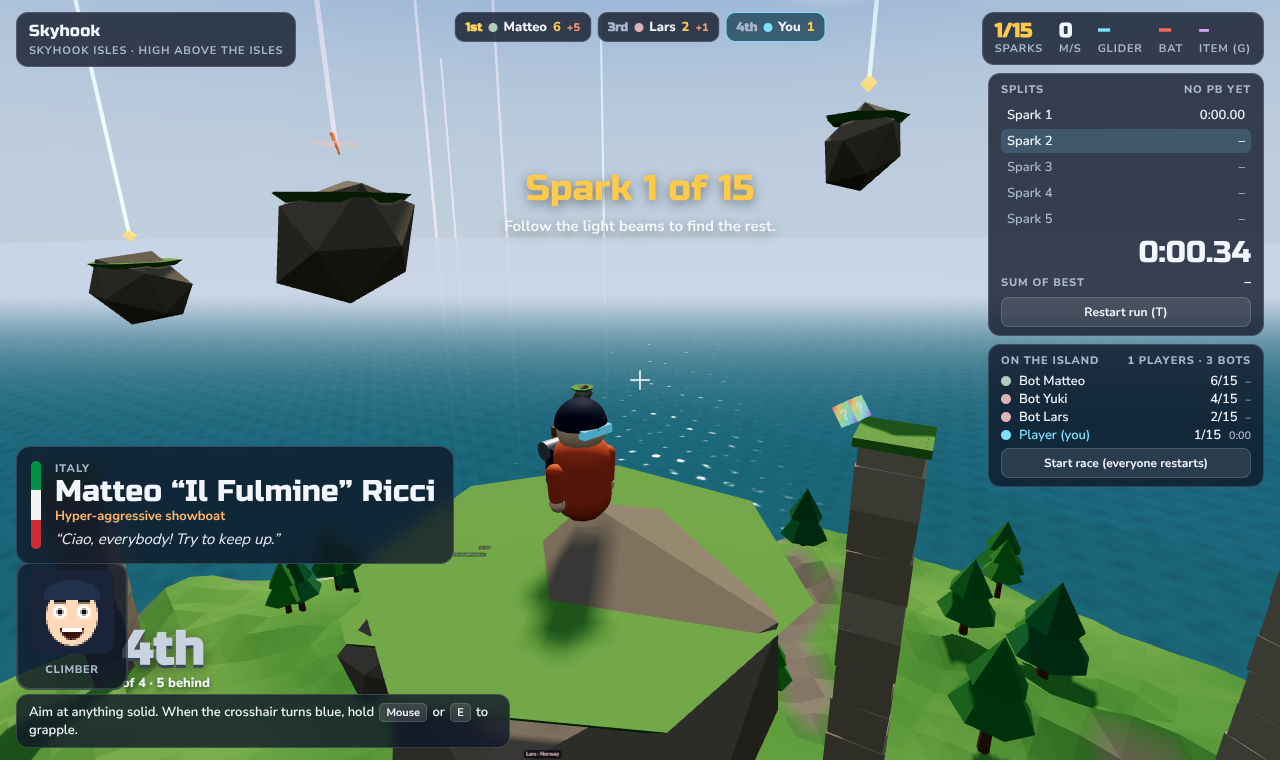 Skyhook
SKYHOOK ISLES · HIGH ABOVE THE ISLES
1st Matteo 6 +5
3rd Lars 2 +1
4th You 1
1/15 SPARKS
0 M/S
– GLIDER
– BAT
– ITEM (G)
SPLITS NO PB YET
Spark 1 0:00.00
Spark 2 –
Spark 3 –
Spark 4 –
Spark 5 –
0:00.34
SUM OF BEST –
Restart run (T)
ON THE ISLAND 1 PLAYERS · 3 BOTS
Bot Matteo 6/15 –
Bot Yuki 4/15 –
Bot Lars 2/15 –
Player (you) 1/15 0:00
Start race (everyone restarts)
Spark 1 of 15
Follow the light beams to find the rest.
? ?
ITALY
Matteo “Il Fulmine” Ricci
Hyper-aggressive showboat
“Ciao, everybody! Try to keep up.”
CLIMBER
4th
of 4 · 5 behind
Aim at anything solid. When the crosshair turns blue, hold Mouse or E to
grapple.
Lars · Norway